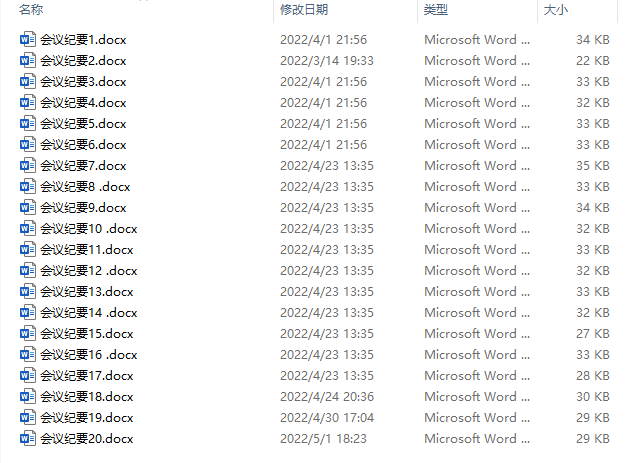 名称 修改日期 类型 大小
会议纪要1.docx 2022/4/1 21:56 Microsoft Word ... 34 KB
会议纪要2.docx 2022/3/14 19:33 Microsoft Word ... 22 KB
会议纪要3.docx 2022/4/1 21:56 Microsoft Word ... 33 KB
会议纪要4.docx 2022/4/1 21:56 Microsoft Word ... 32 KB
会议纪要5.docx 2022/4/1 21:56 Microsoft Word ... 33 KB
会议纪要6.docx 2022/4/1 21:56 Microsoft Word ... 33 KB
会议纪要7.docx 2022/4/23 13:35 Microsoft Word ... 35 KB
会议纪要8 .docx 2022/4/23 13:35 Microsoft Word ... 33 KB
会议纪要9.docx 2022/4/23 13:35 Microsoft Word ... 34 KB
会议纪要10 .docx 2022/4/23 13:35 Microsoft Word ... 32 KB
会议纪要11.docx 2022/4/23 13:35 Microsoft Word ... 33 KB
会议纪要12 .docx 2022/4/23 13:35 Microsoft Word ... 32 KB
会议纪要13.docx 2022/4/23 13:35 Microsoft Word ... 33 KB
会议纪要14 .docx 2022/4/23 13:35 Microsoft Word ... 32 KB
会议纪要15.docx 2022/4/23 13:35 Microsoft Word ... 27 KB
会议纪要16 .docx 2022/4/23 13:35 Microsoft Word ... 33 KB
会议纪要17.docx 2022/4/23 13:35 Microsoft Word ... 28 KB
会议纪要18.docx 2022/4/24 20:36 Microsoft Word ... 30 KB
会议纪要19.docx 2022/4/30 17:04 Microsoft Word ... 29 KB
会议纪要20.docx 2022/5/1 18:23 Microsoft Word ... 29 KB